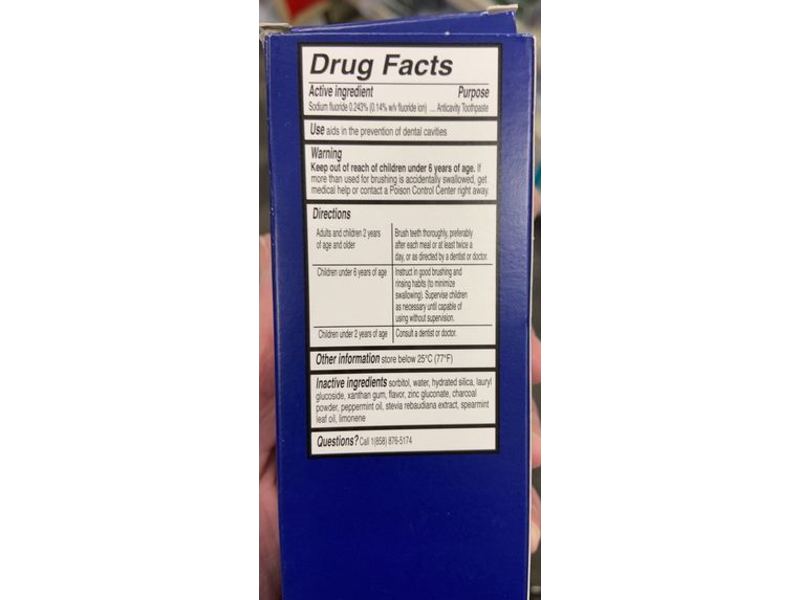 Drug Facts
Active ingredient Purpose
Sodium fluoride 0.243% (0.14% w/v fluoride ion) ... Anticavity Toothpaste
Use aids in the prevention of dental cavities
Warning
Keep out of reach of children under 6 years of age. If
more than used for brushing is accidentally swallowed, get
medical help or contact a Poison Control Center right away.
Directions
Adults and children 2 years
of age and older
Brush teeth thoroughly, preferably
after each meal or at least twice a
day, or as directed by a dentist or doctor.
Children under 6 years of age
Instruct in good brushing and
rinsing habits (to minimize
swallowing). Supervise children
as necessary until capable of
using without supervision.
Children under 2 years of age
Consult a dentist or doctor.
Other information store below 25°C (77°F)
Inactive ingredients sorbitol, water, hydrated silica, lauryl
glucoside, xanthan gum, flavor, zinc gluconate, charcoal
powder, peppermint oil, stevia rebaudiana extract, spearmint
leaf oil, limonene
Questions? Call 1(858) 876-5174